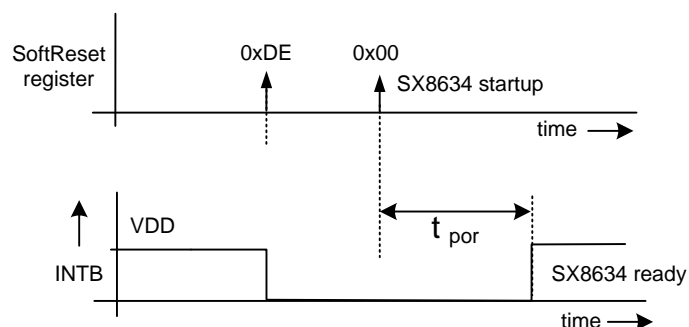 SoftReset
register
0xDE
0x00
SX8634 startup
time
VDD
INTB
t por
SX8634 ready
time